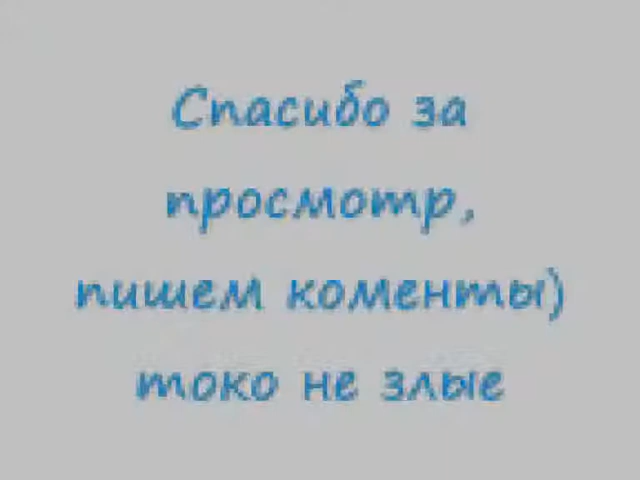 Спасибо за
просмотр,
пишем коменты)
токо не злые